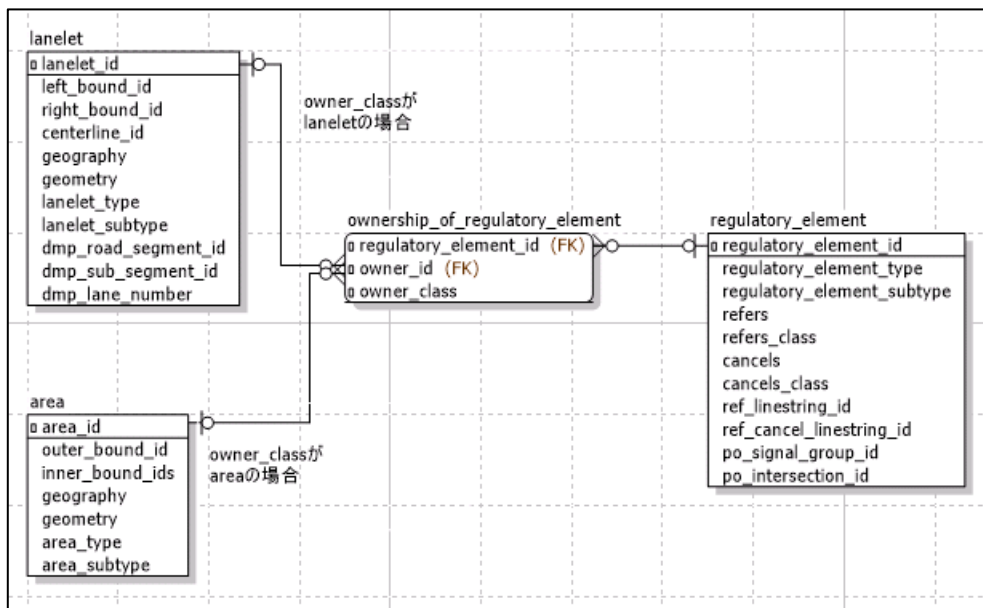 lanelet
lanelet_id
left_bound_id
right_bound_id
centerline_id
geography
geometry
lanelet_type
lanelet_subtype
dmp_road_segment_id
dmp_sub_segment_id
dmp_lane_number
owner_classが
laneletの場合
ownership_of_regulatory_element
regulatory_element_id (FK)
owner_id (FK)
owner_class
regulatory_element
regulatory_element_id
regulatory_element_type
regulatory_element_subtype
refers
refers_class
cancels
cancels_class
ref_linestring_id
ref_cancel_linestring_id
po_signal_group_id
po_intersection_id
area
area_id
outer_bound_id
inner_bound_ids
geography
geometry
area_type
area_subtype
owner_classが
areaの場合